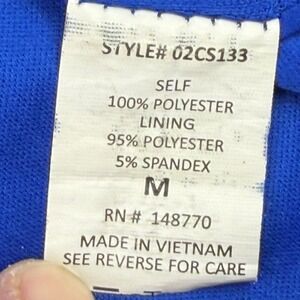 STYLE# 02CS133
SELF
100% POLYESTER
LINING
95% POLYESTER
5% SPANDEX
M
RN # 148770
MADE IN VIETNAM
SEE REVERSE FOR CARE